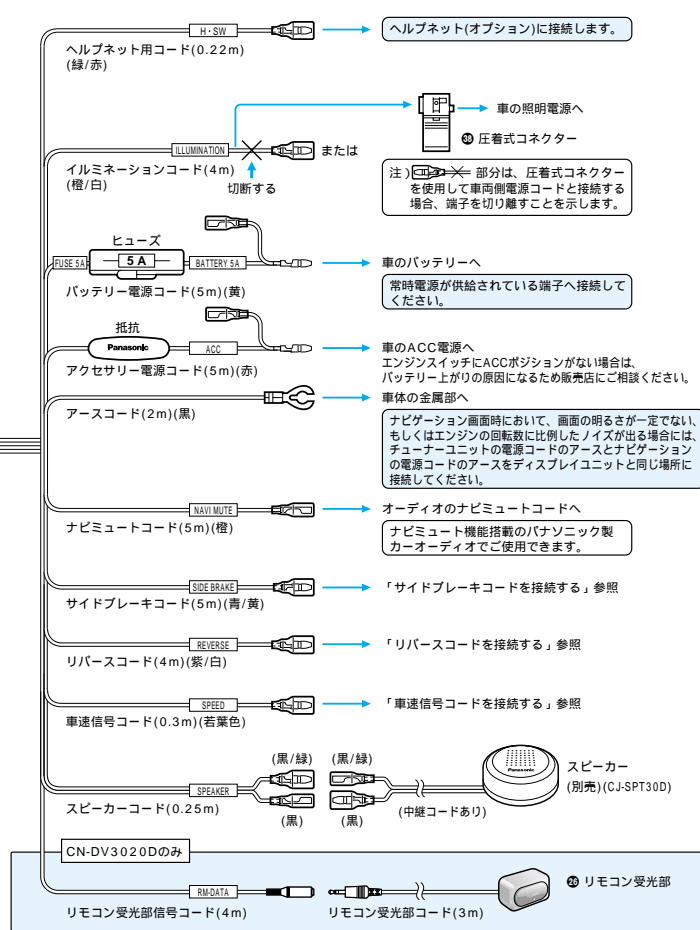 H・SW
ヘルプネット(オプション)に接続します。
ヘルプネット用コード(0.22m)
(緑/赤)
車の照明電源へ
㊳ 圧着式コネクター
ILLUMINATION
または
イルミネーションコード(4m)
(橙/白)
切断する
注) 部分は、圧着式コネクター
を使用して車両側電源コードと接続する
場合、端子を切り離すことを示します。
ヒューズ
FUSE 5A
5 A
BATTERY 5A
車のバッテリーへ
バッテリー電源コード(5m)(黄)
常時電源が供給されている端子へ接続して
ください。
抵抗
Panasonic
ACC
車のACC電源へ
アクセサリー電源コード(5m)(赤)
エンジンスイッチにACCポジションがない場合は、
バッテリー上がりの原因になるため販売店にご相談ください。
車体の金属部へ
アースコード(2m)(黒)
ナビゲーション画面時において、画面の明るさが一定でない、
もしくはエンジンの回転数に比例したノイズが出る場合には、
チューナーユニットの電源コードのアースとナビゲーション
の電源コードのアースをディスプレイユニットと同じ場所に
接続してください。
NAVI MUTE
オーディオのナビミュートコードへ
ナビミュートコード(5m)(橙)
ナビミュート機能搭載のパナソニック製
カーオーディオでご使用できます。
SIDE BRAKE
「サイドブレーキコードを接続する」参照
サイドブレーキコード(5m)(青/黄)
REVERSE
「リバースコードを接続する」参照
リバースコード(4m)(紫/白)
SPEED
「車速信号コードを接続する」参照
車速信号コード(0.3m)(若葉色)
(黒/緑)
(黒/緑)
SPEAKER
Panasonic
スピーカー
(別売)(CJ-SPT30D)
スピーカーコード(0.25m)
(黒)
(黒)
(中継コードあり)
CN-DV3020Dのみ
RM-DATA
㉖ リモコン受光部
リモコン受光部信号コード(4m)
リモコン受光部コード(3m)